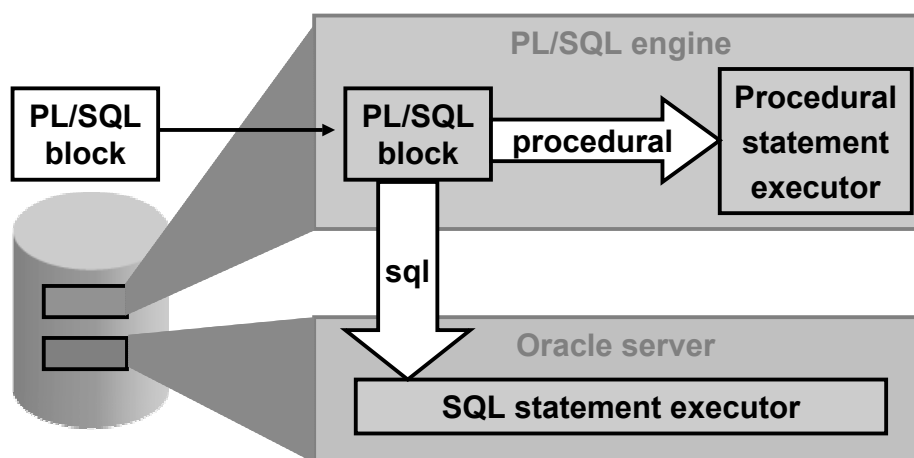 PL/SQL engine
PL/SQL
block
PL/SQL
block
procedural
Procedural
statement
executor
sql
Oracle server
SQL statement executor